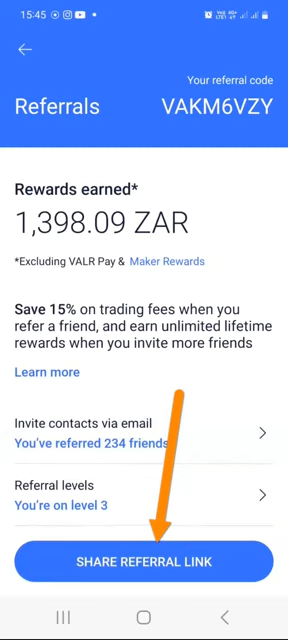 15:45
Your referral code
Referrals
VAKM6VZY
Rewards earned*
1,398.09 ZAR
*Excluding VALR Pay & Maker Rewards
Save 15% on trading fees when you
refer a friend, and earn unlimited lifetime
rewards when you invite more friends
Learn more
Invite contacts via email
You've referred 234 friends
Referral levels
You're on level 3
SHARE REFERRAL LINK